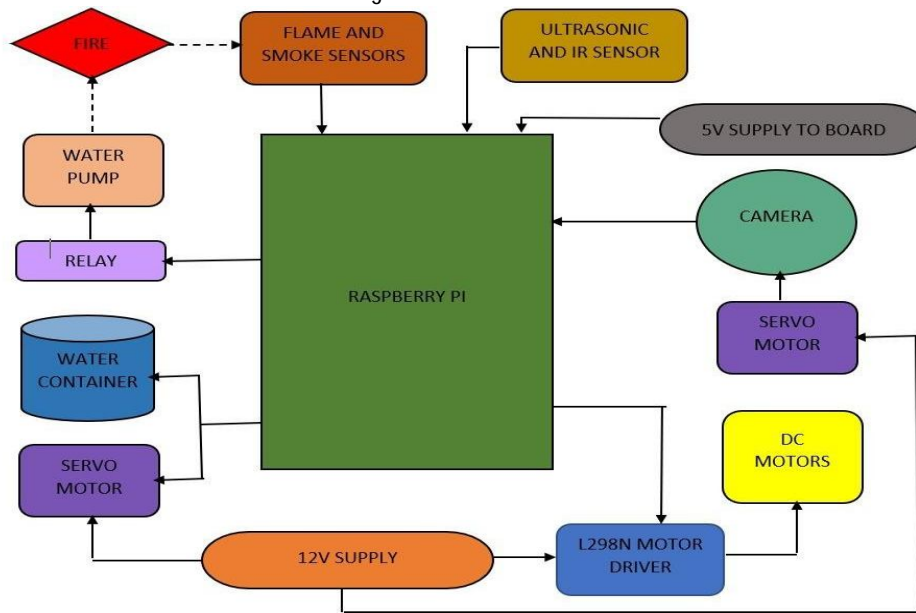 FIRE
FLAME AND
SMOKE SENSORS
ULTRASONIC
AND IR SENSOR
5V SUPPLY TO BOARD
WATER
PUMP
CAMERA
RELAY
RASPBERRY PI
SERVO
MOTOR
WATER
CONTAINER
DC
MOTORS
SERVO
MOTOR
12V SUPPLY
L298N MOTOR
DRIVER